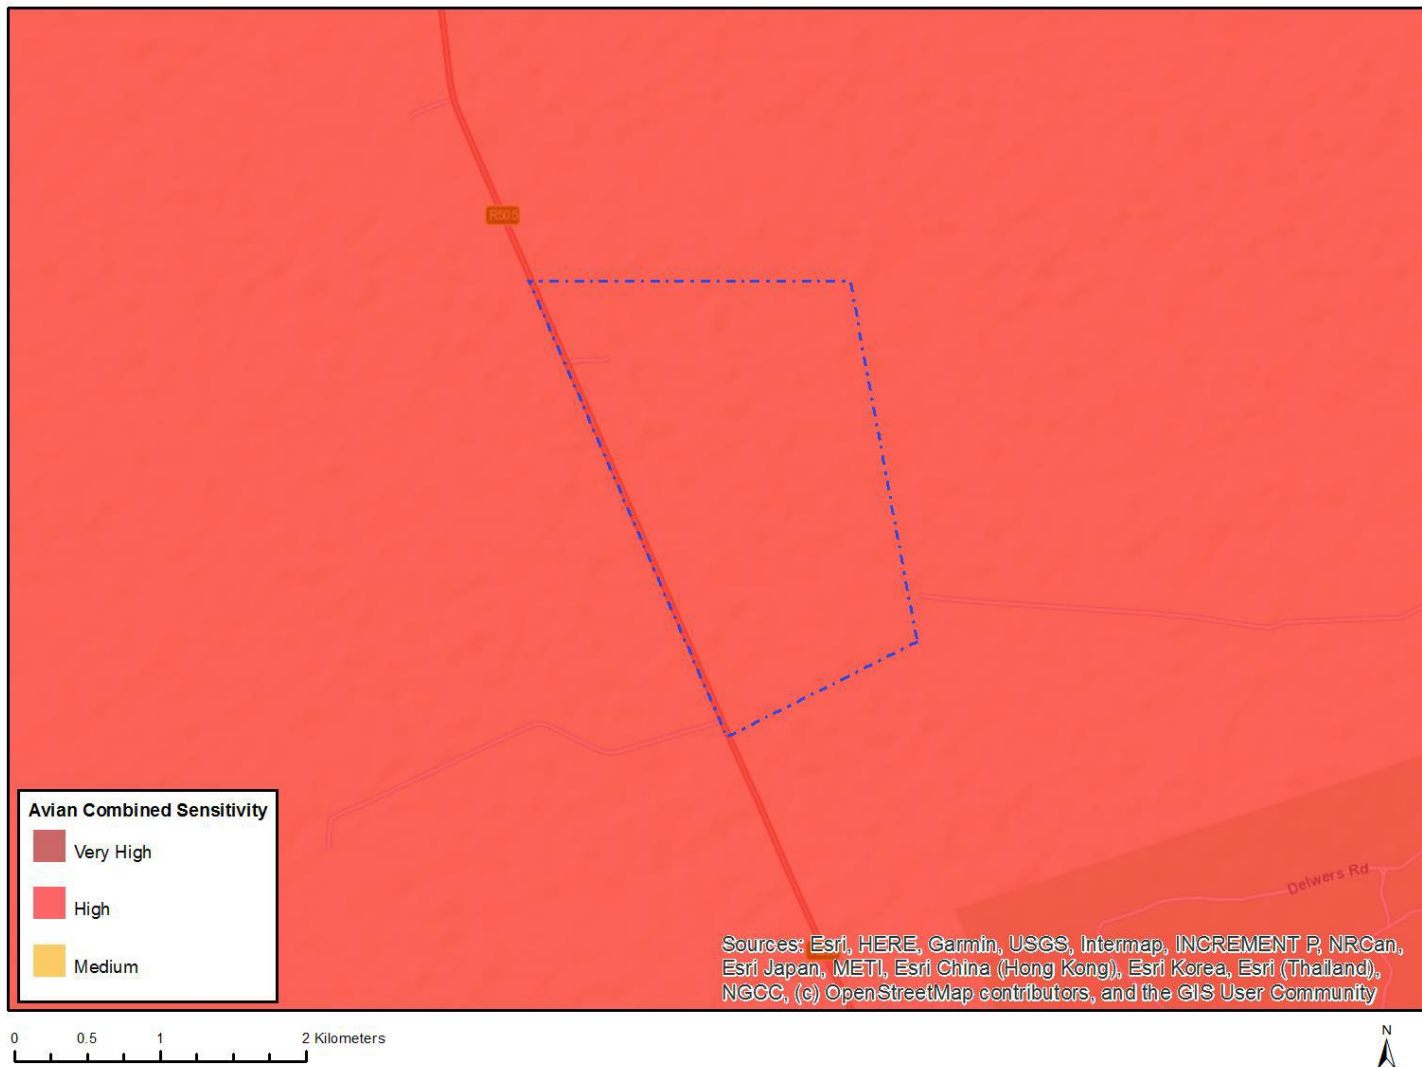 R505
Delwers Rd
Avian Combined Sensitivity
Very High
High
Medium
Sources: Esri, HERE, Garmin, USGS, Intermap, INCREMENT P, NRCan,
Esri Japan, METI, Esri China (Hong Kong), Esri Korea, Esri (Thailand),
NGCC, (c) OpenStreetMap contributors, and the GIS User Community
0 0.5 1 2 Kilometers
N